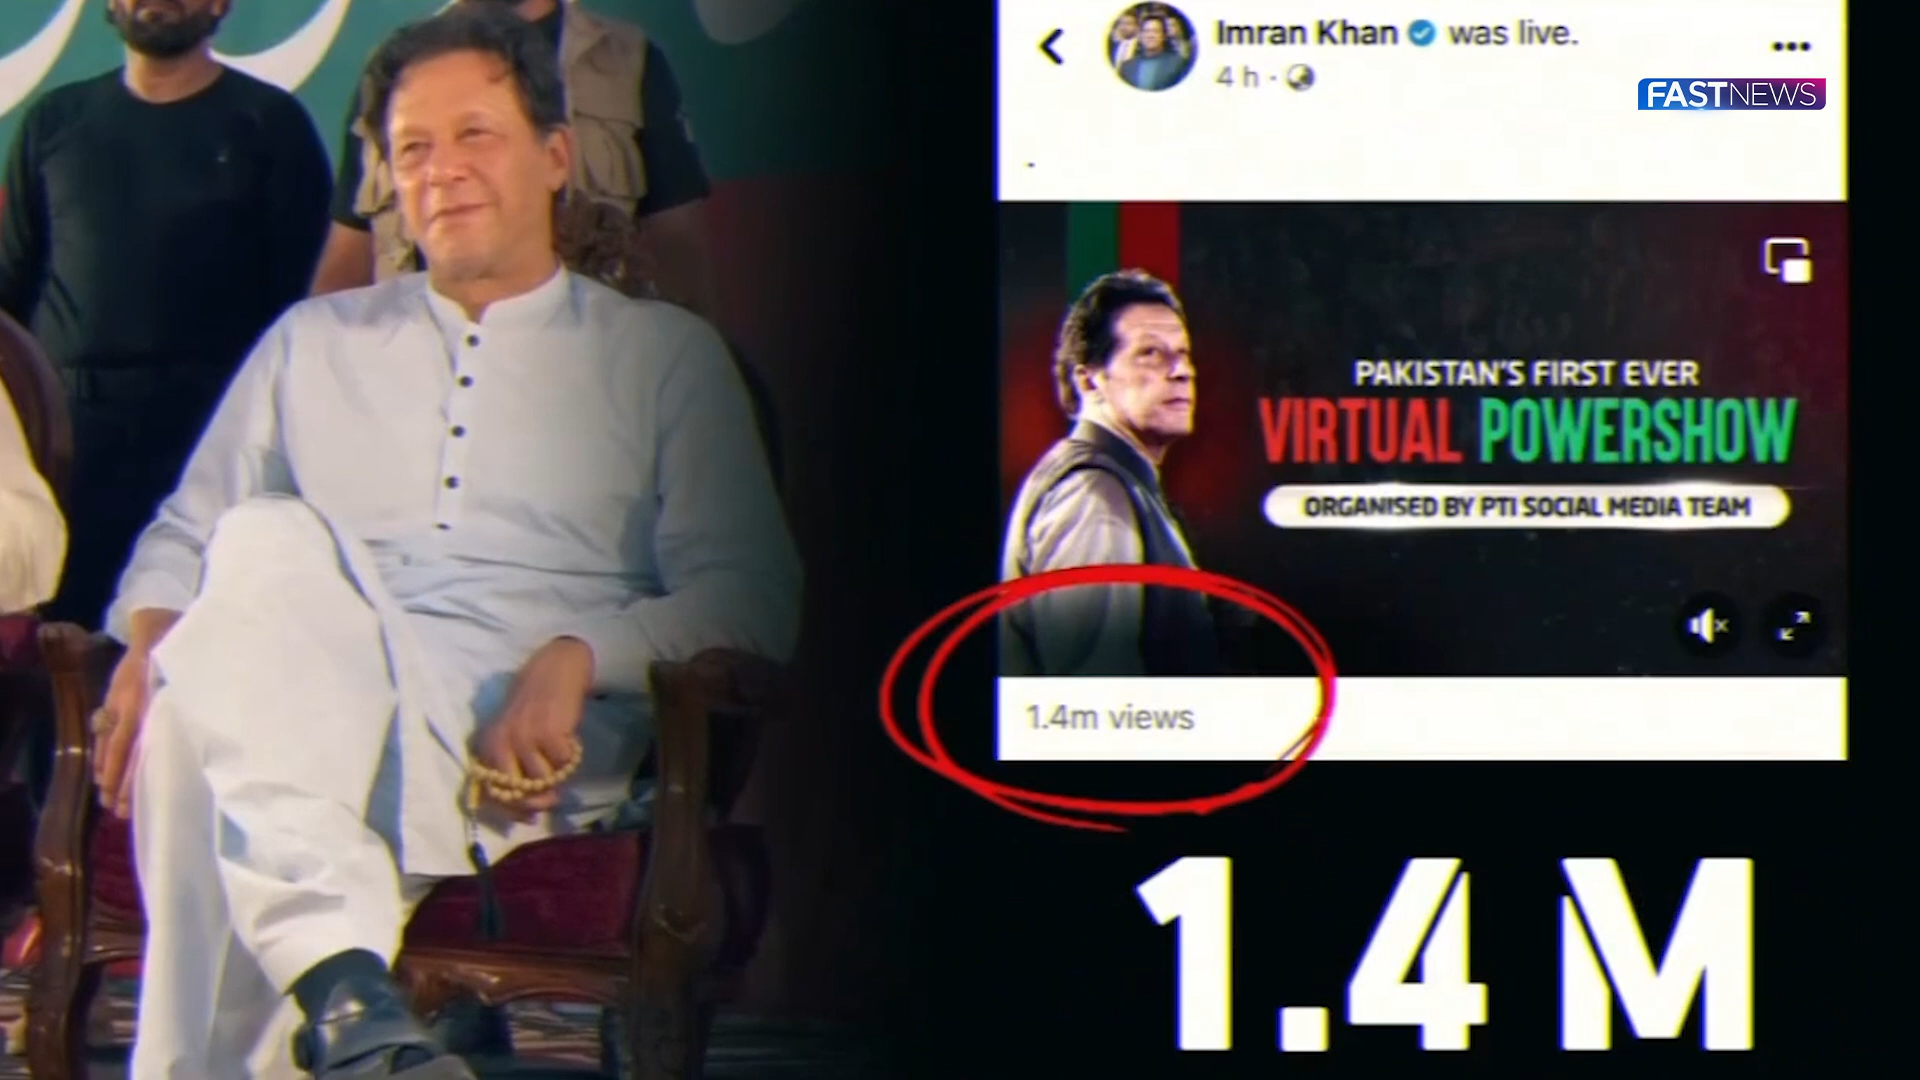 Imran Khan was live.
4 h ·
FASTNEWS
PAKISTAN'S FIRST EVER
VIRTUAL POWERSHOW
ORGANISED BY PTI SOCIAL MEDIA TEAM
1.4m views
1.4 M